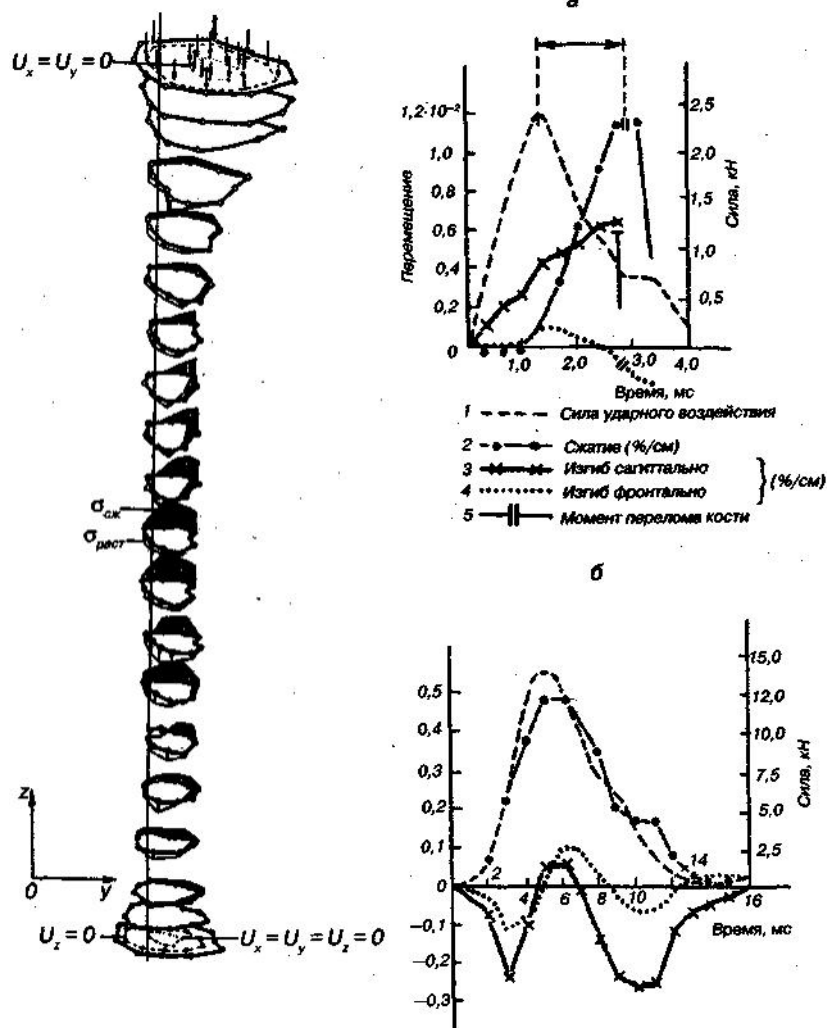 U_x = U_y = 0
σ_сж
σ_раст
z
0
y
U_z = 0
U_x = U_y = U_z = 0
а
Перемещение
1,2·10⁻²
1,0
0,8
0,6
0,4
0,2
0
2,5
2,0
1,5
1,0
0,5
Сила, кН
1,0
2,0
3,0
4,0
Время, мс
1 Сила ударного воздействия
2 Сжатие (%/см)
3 Изгиб сагиттально
4 Изгиб фронтально
(%/см)
5 Момент перелома кости
б
0,5
0,4
0,3
0,2
0,1
0
−0,1
−0,2
−0,3
15,0
12,0
10,0
7,5
5,0
2,5
Сила, кН
2
4
6
8
10
14
16
Время, мс